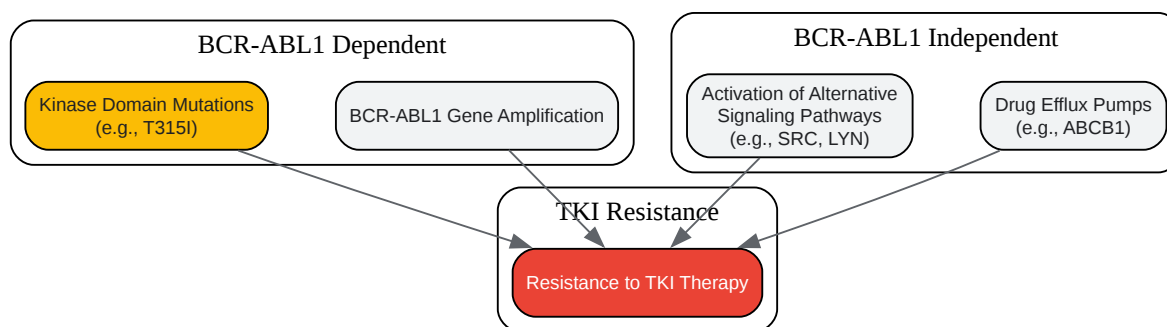 BCR-ABL1 Dependent
Kinase Domain Mutations
(e.g., T315I)
BCR-ABL1 Gene Amplification
BCR-ABL1 Independent
Activation of Alternative
Signaling Pathways
(e.g., SRC, LYN)
Drug Efflux Pumps
(e.g., ABCB1)
TKI Resistance
Resistance to TKI Therapy